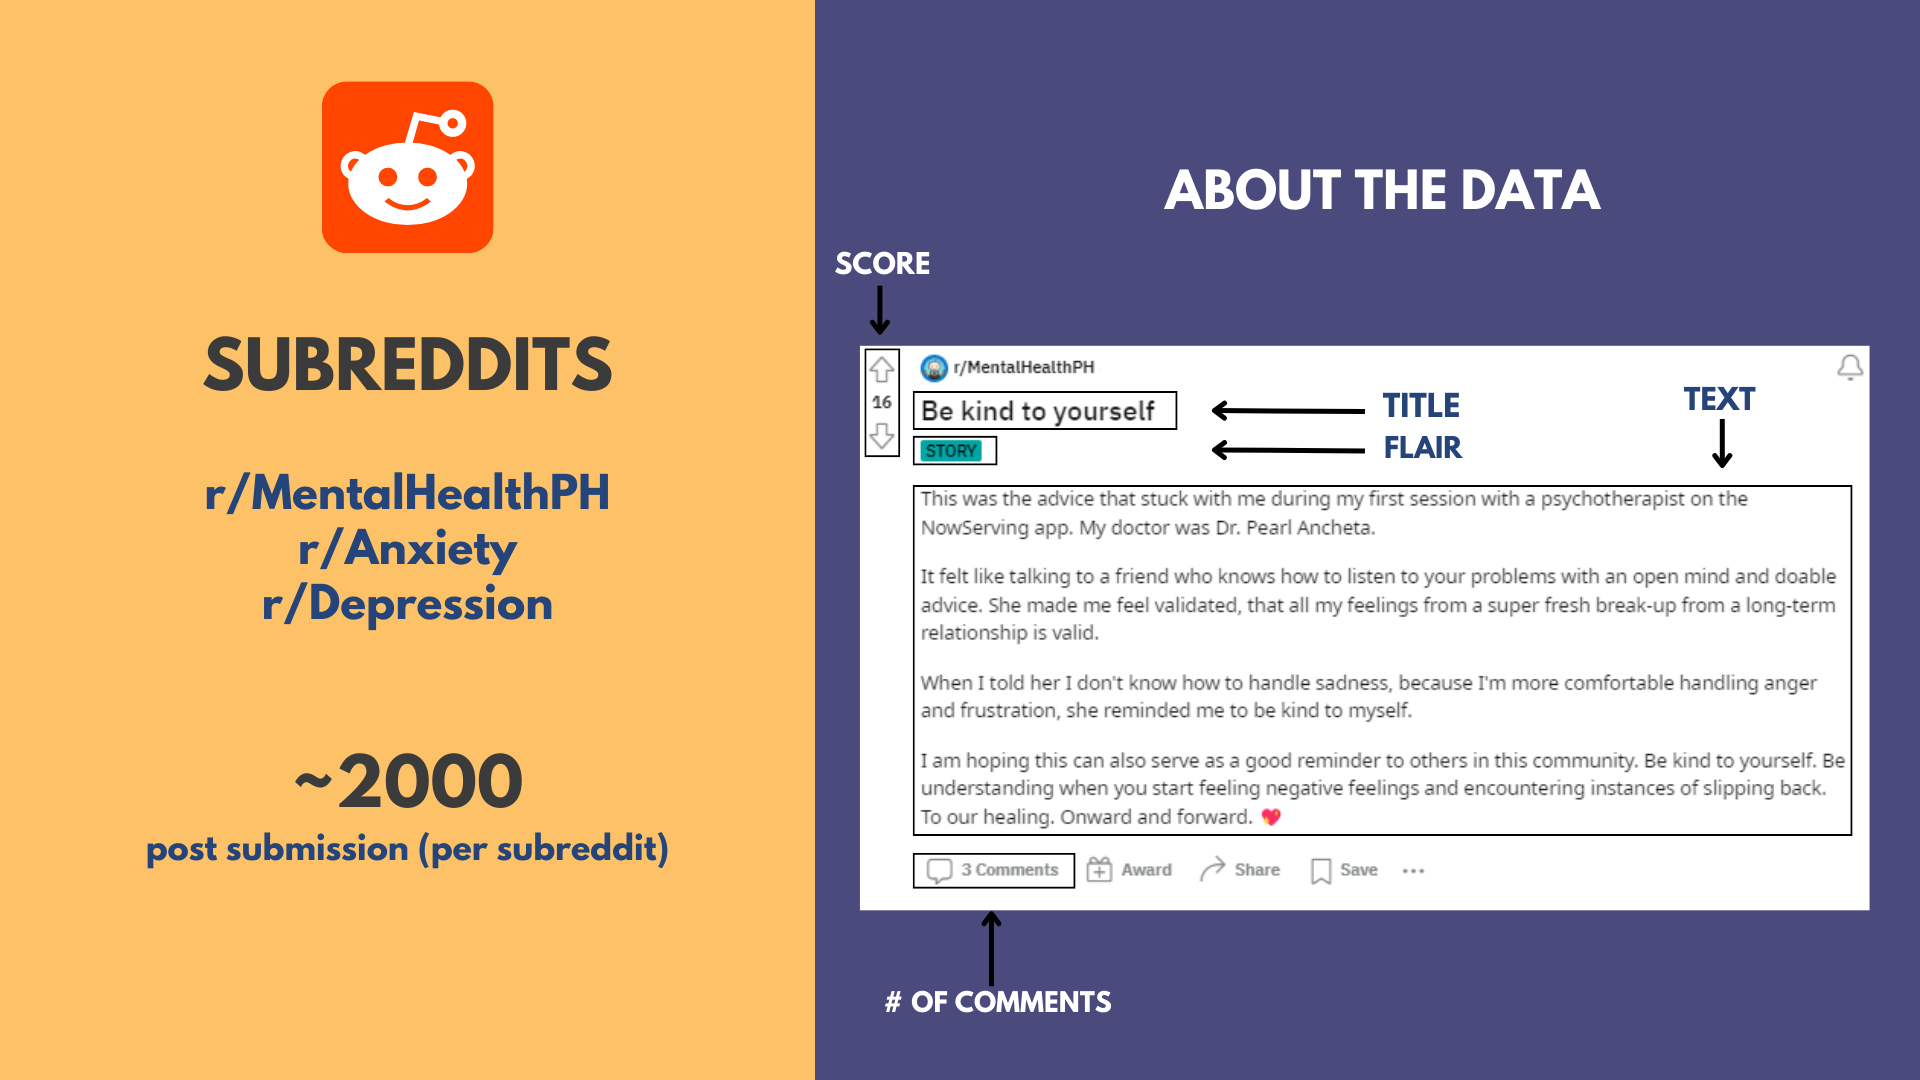 SUBREDDITS
r/MentalHealthPH
r/Anxiety
r/Depression
~2000
post submission (per subreddit)
ABOUT THE DATA
SCORE
r/MentalHealthPH
16
Be kind to yourself
TITLE
TEXT
STORY
FLAIR
This was the advice that stuck with me during my first session with a psychotherapist on the
NowServing app. My doctor was Dr. Pearl Ancheta.
It felt like talking to a friend who knows how to listen to your problems with an open mind and doable
advice. She made me feel validated, that all my feelings from a super fresh break-up from a long-term
relationship is valid.
When I told her I don't know how to handle sadness, because I'm more comfortable handling anger
and frustration, she reminded me to be kind to myself.
I am hoping this can also serve as a good reminder to others in this community. Be kind to yourself. Be
understanding when you start feeling negative feelings and encountering instances of slipping back.
To our healing. Onward and forward. 💖
3 Comments Award Share Save ...
# OF COMMENTS